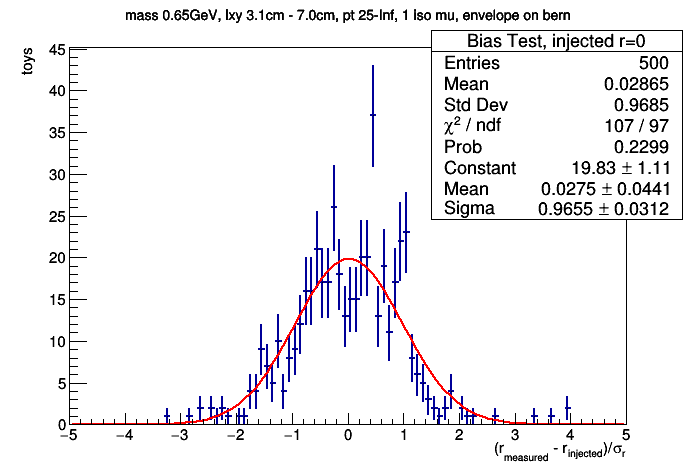 mass 0.65GeV, lxy 3.1cm - 7.0cm, pt 25-Inf, 1 Iso mu, envelope on bern
Bias Test, injected r=0
Entries 500
Mean 0.02865
Std Dev 0.9685
χ² / ndf 107 / 97
Prob 0.2299
Constant 19.83 ± 1.11
Mean 0.0275 ± 0.0441
Sigma 0.9655 ± 0.0312
toys
45
40
35
30
25
20
15
10
5
0
−5 −4 −3 −2 −1 0 1 2 3 4 5
(r_measured - r_injected)/σ_r